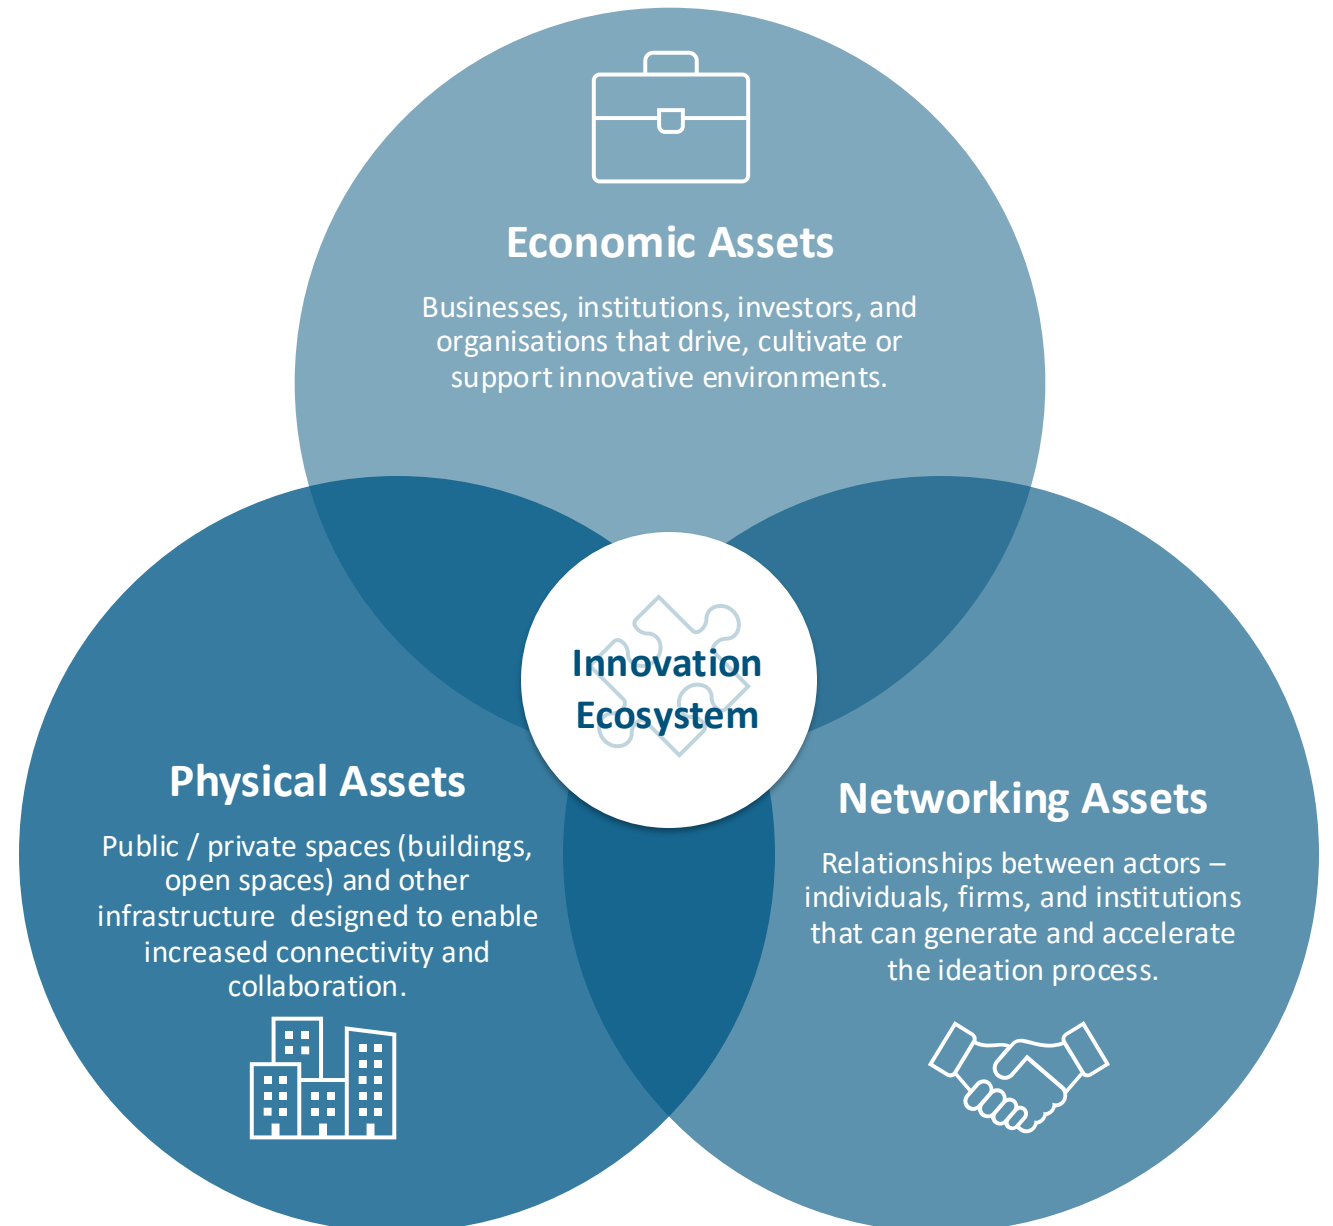 Economic Assets
Businesses, institutions, investors, and
organisations that drive, cultivate or
support innovative environments.
Innovation
Ecosystem
Physical Assets
Public / private spaces (buildings,
open spaces) and other
infrastructure  designed to enable
increased connectivity and
collaboration.
Networking Assets
Relationships between actors –
individuals, firms, and institutions
that can generate and accelerate
the ideation process.